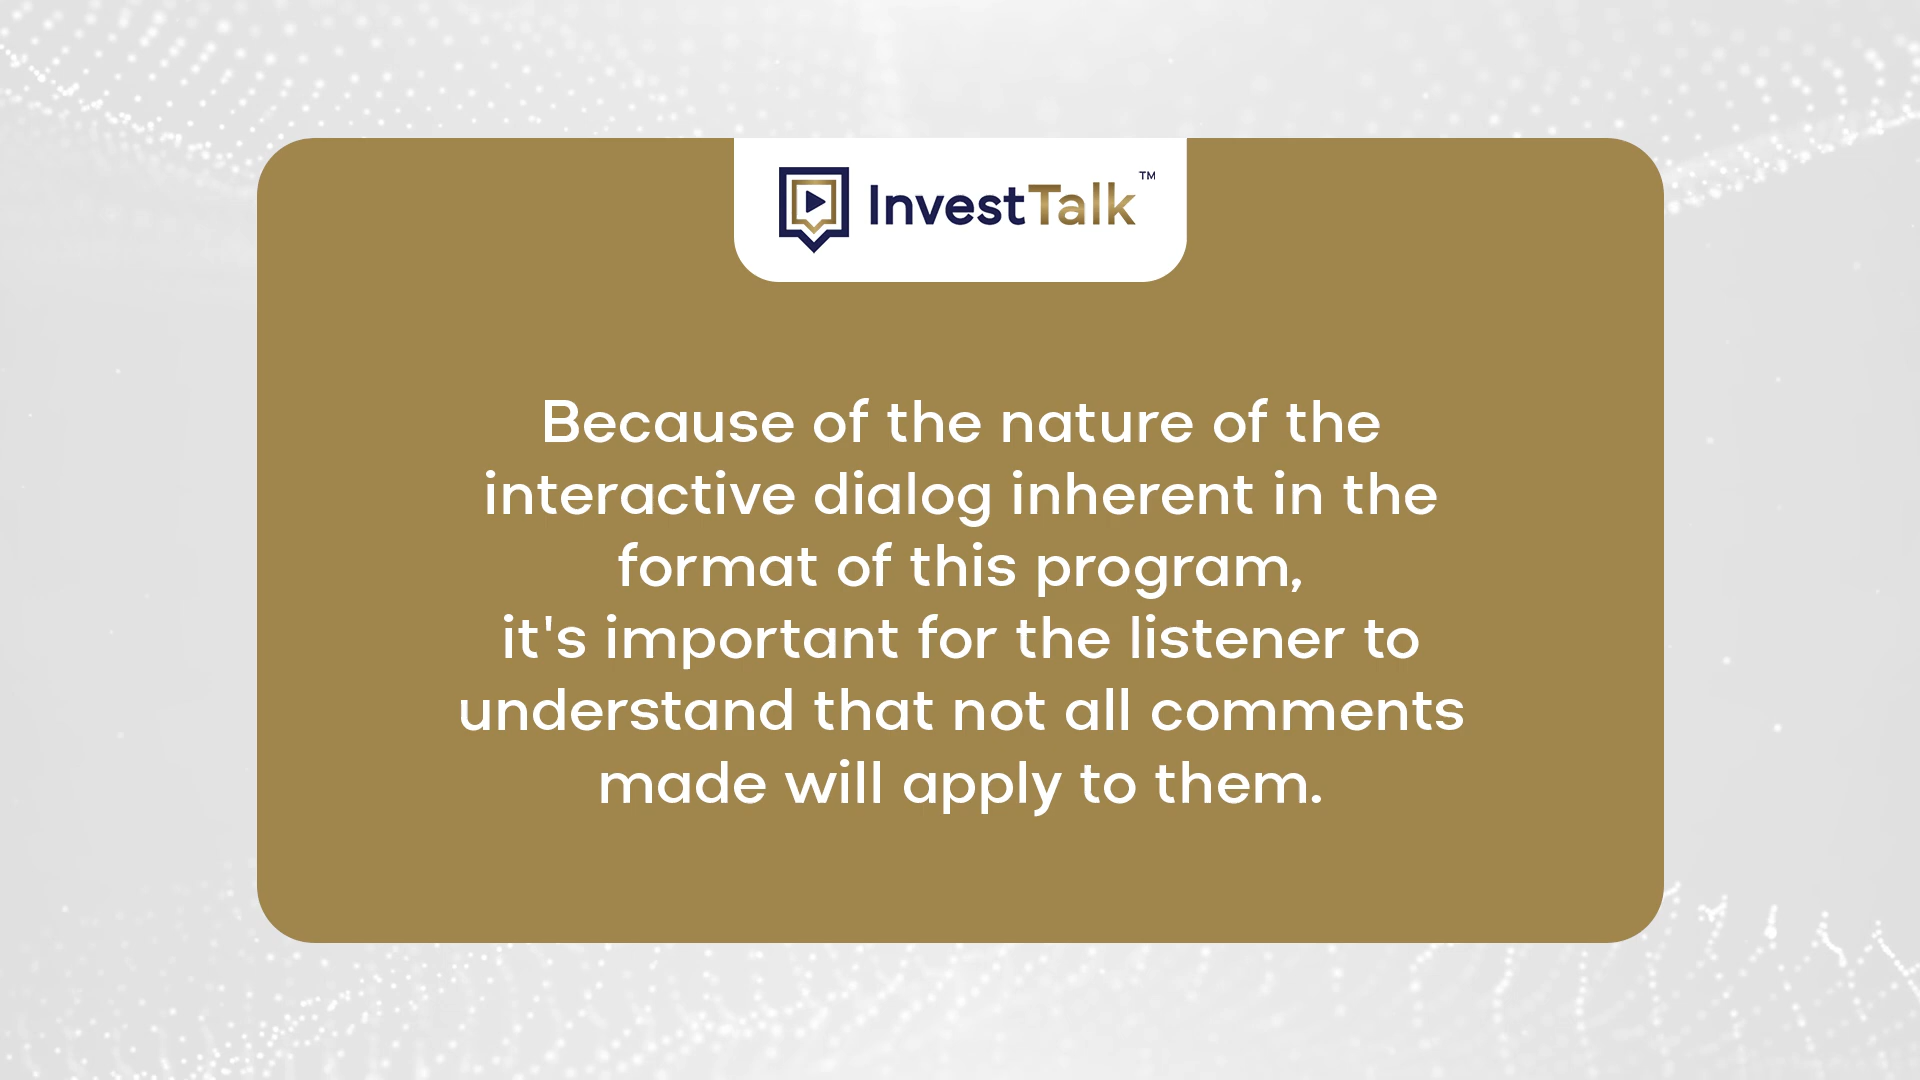 InvestTalk™
Because of the nature of the
interactive dialog inherent in the
format of this program,
it's important for the listener to
understand that not all comments
made will apply to them.